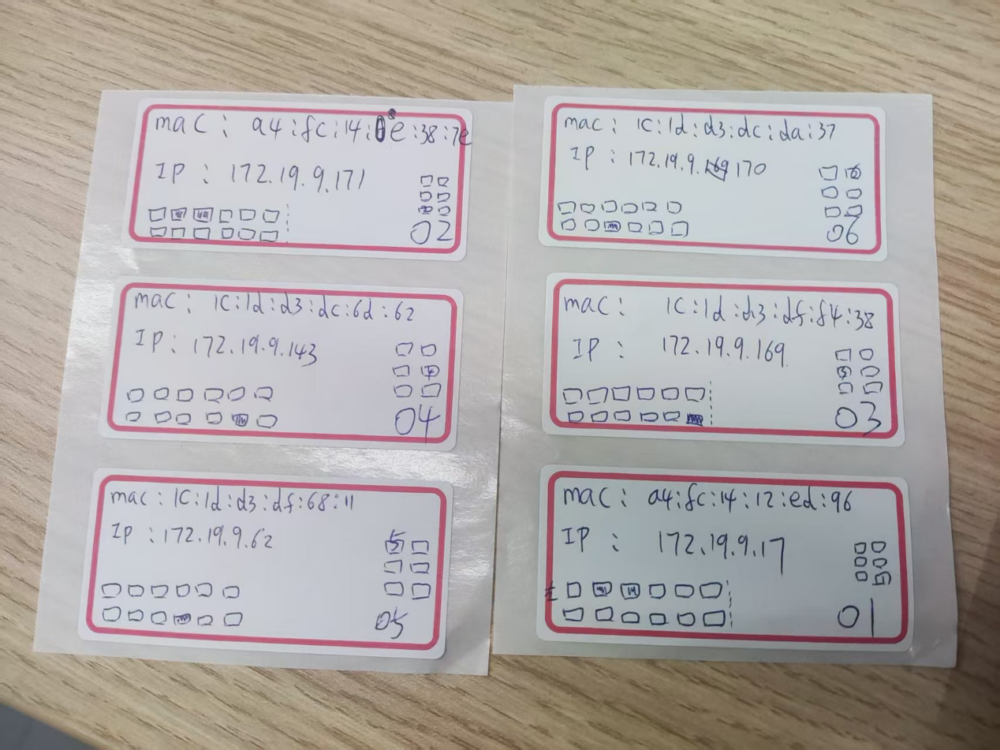 mac: a4:fc:14:0e:38:7e
IP: 172.19.9.171
02
mac: 1c:1d:d3:dc:6d:62
IP: 172.19.9.143
04
mac: 1c:1d:d3:df:68:11
IP: 172.19.9.62
05
mac: 1c:1d:d3:dc:da:37
IP: 172.19.9.170
06
mac: 1c:1d:d3:df:f4:38
IP: 172.19.9.169
03
mac: a4:fc:14:12:ed:96
IP: 172.19.9.17
01